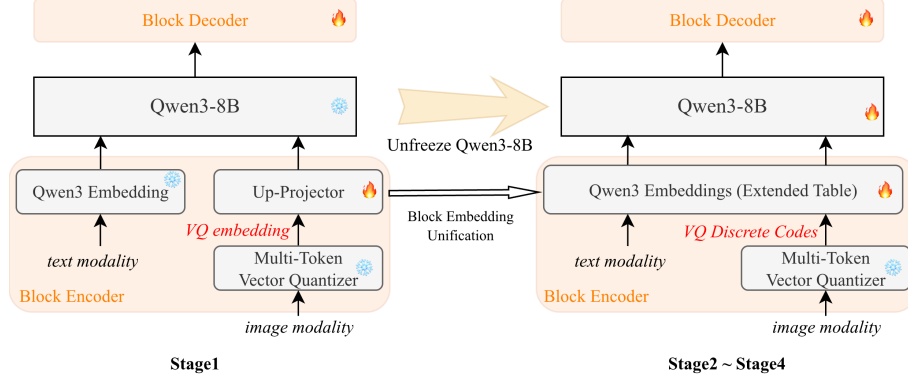 Block Decoder
Qwen3-8B
Qwen3 Embedding
Up-Projector
VQ embedding
text modality
Multi-Token
Vector Quantizer
Block Encoder
image modality
Stage1
Unfreeze Qwen3-8B
Block Embedding
Unification
Block Decoder
Qwen3-8B
Qwen3 Embeddings (Extended Table)
VQ Discrete Codes
text modality
Multi-Token
Vector Quantizer
Block Encoder
image modality
Stage2 ~ Stage4